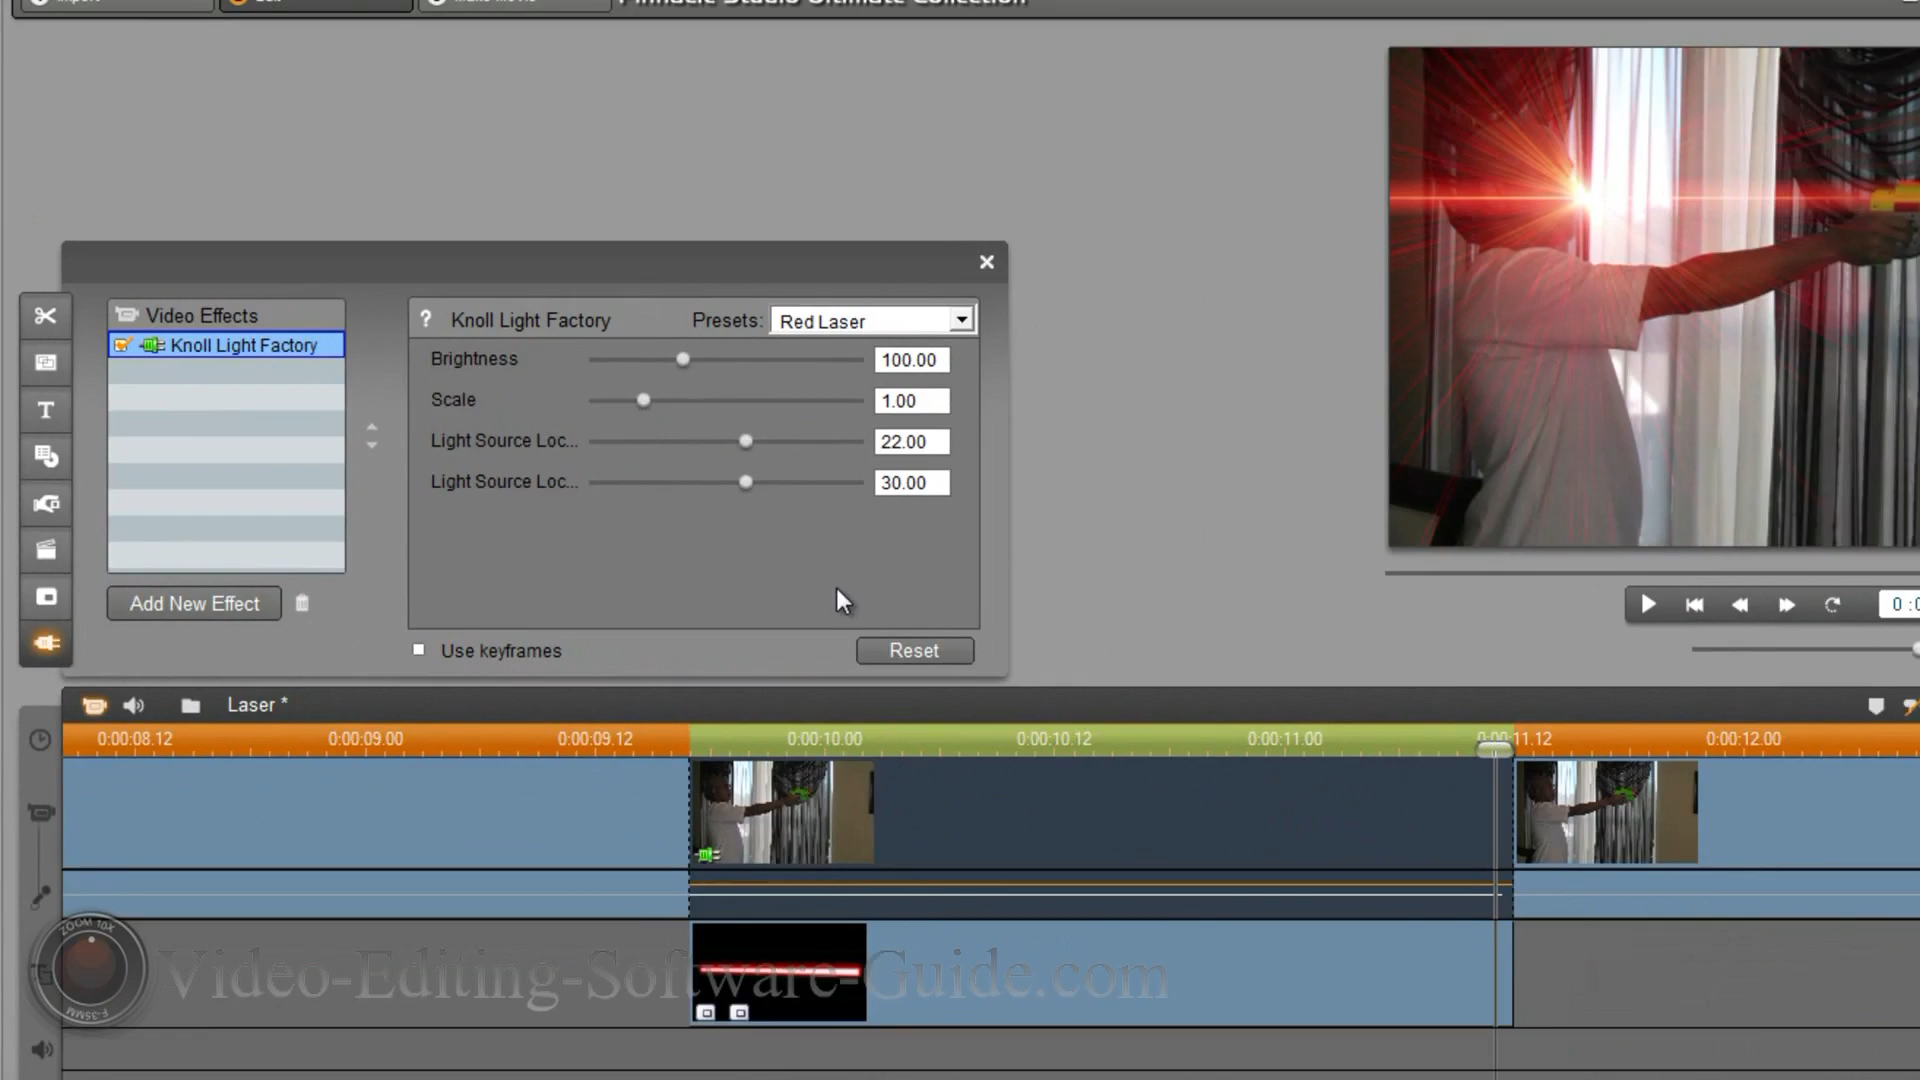 Pinnacle Studio Ultimate Collection
Video Effects
Knoll Light Factory
Add New Effect
? Knoll Light Factory Presets: Red Laser
Brightness 100.00
Scale 1.00
Light Source Loc... 22.00
Light Source Loc... 30.00
Use keyframes Reset
T
Laser *
0:00:08.12 0:00:09.00 0:00:09.12 0:00:10.00 0:00:10.12 0:00:11.00 0:00:11.12 0:00:12.00
ZOOM 10X
Video-Editing-Software-Guide.com
F-35MM